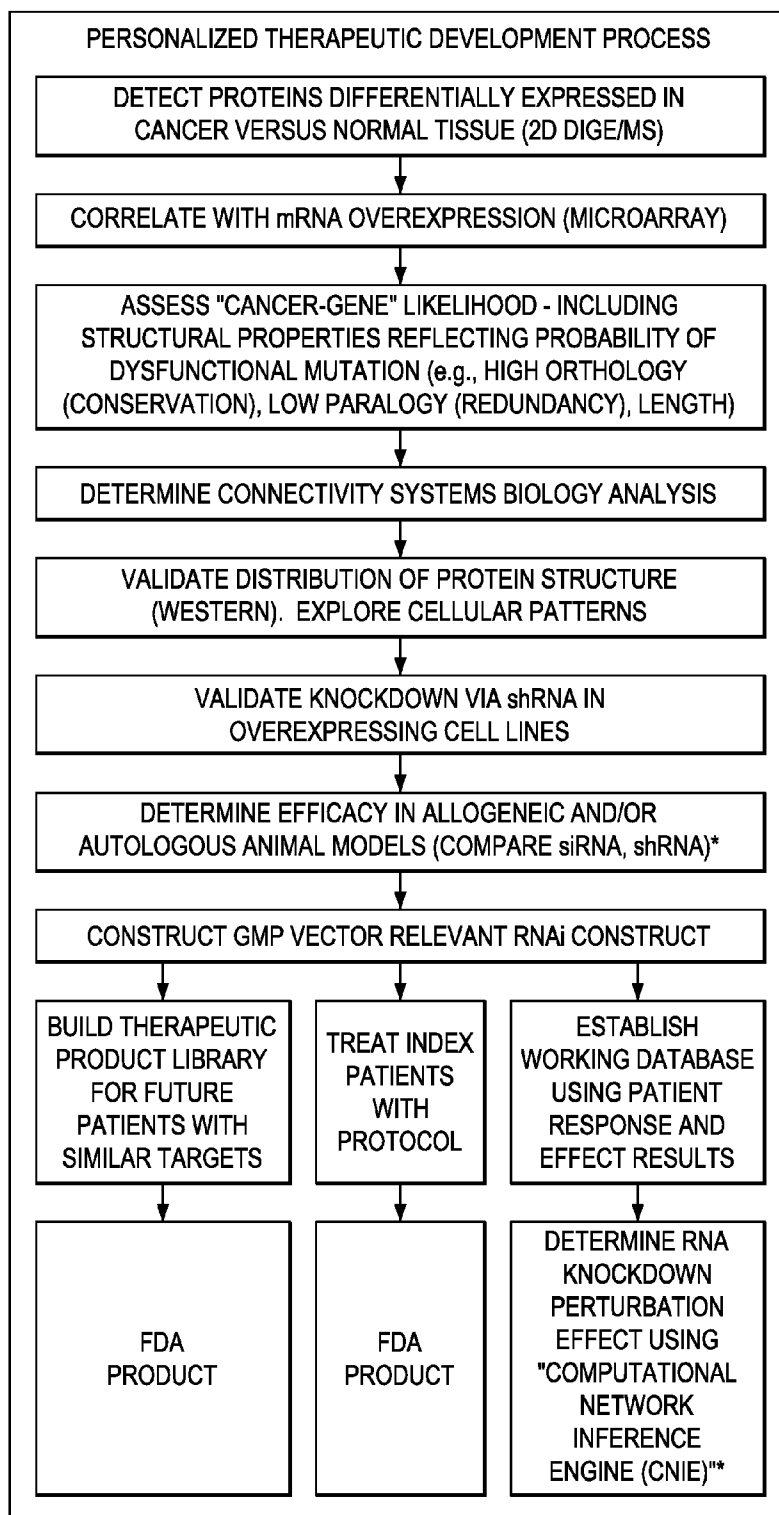 PERSONALIZED THERAPEUTIC DEVELOPMENT PROCESS
DETECT PROTEINS DIFFERENTIALLY EXPRESSED IN
CANCER VERSUS NORMAL TISSUE (2D DIGE/MS)
CORRELATE WITH mRNA OVEREXPRESSION (MICROARRAY)
ASSESS "CANCER-GENE" LIKELIHOOD - INCLUDING
STRUCTURAL PROPERTIES REFLECTING PROBABILITY OF
DYSFUNCTIONAL MUTATION (e.g., HIGH ORTHOLOGY
(CONSERVATION), LOW PARALOGY (REDUNDANCY), LENGTH)
DETERMINE CONNECTIVITY SYSTEMS BIOLOGY ANALYSIS
VALIDATE DISTRIBUTION OF PROTEIN STRUCTURE
(WESTERN). EXPLORE CELLULAR PATTERNS
VALIDATE KNOCKDOWN VIA shRNA IN
OVEREXPRESSING CELL LINES
DETERMINE EFFICACY IN ALLOGENEIC AND/OR
AUTOLOGOUS ANIMAL MODELS (COMPARE siRNA, shRNA)*
CONSTRUCT GMP VECTOR RELEVANT RNAi CONSTRUCT
BUILD THERAPEUTIC
PRODUCT LIBRARY
FOR FUTURE
PATIENTS WITH
SIMILAR TARGETS
TREAT INDEX
PATIENTS
WITH
PROTOCOL
ESTABLISH
WORKING DATABASE
USING PATIENT
RESPONSE AND
EFFECT RESULTS
FDA
PRODUCT
FDA
PRODUCT
DETERMINE RNA
KNOCKDOWN
PERTURBATION
EFFECT USING
"COMPUTATIONAL
NETWORK
INFERENCE
ENGINE (CNIE)"*